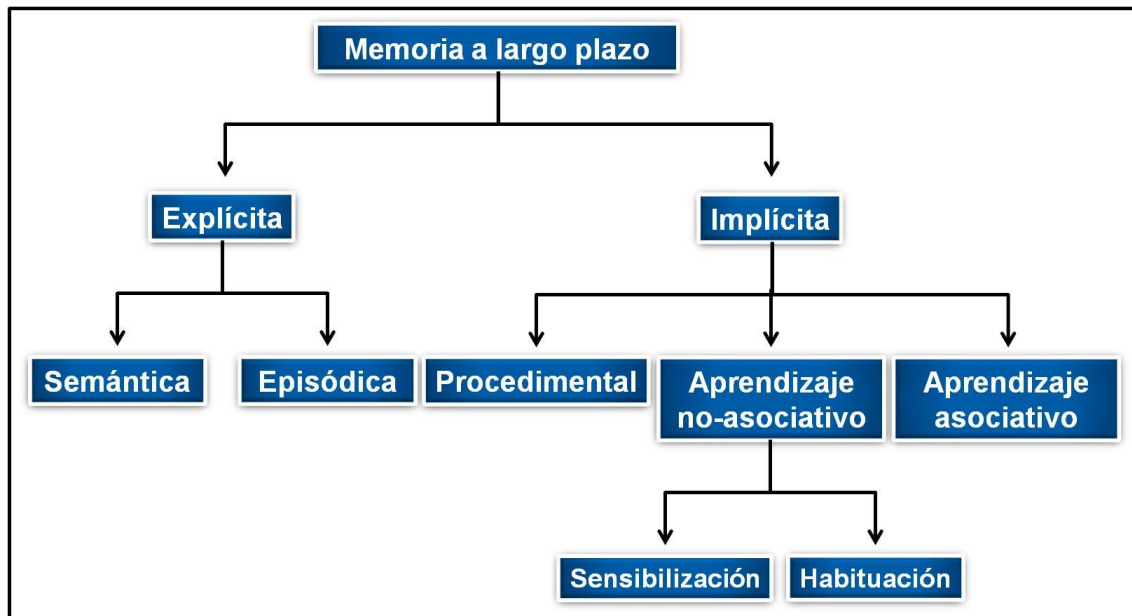 Memoria a largo plazo
Explícita
Implícita
Semántica
Episódica
Procedimental
Aprendizaje
no-asociativo
Aprendizaje
asociativo
Sensibilización
Habituación